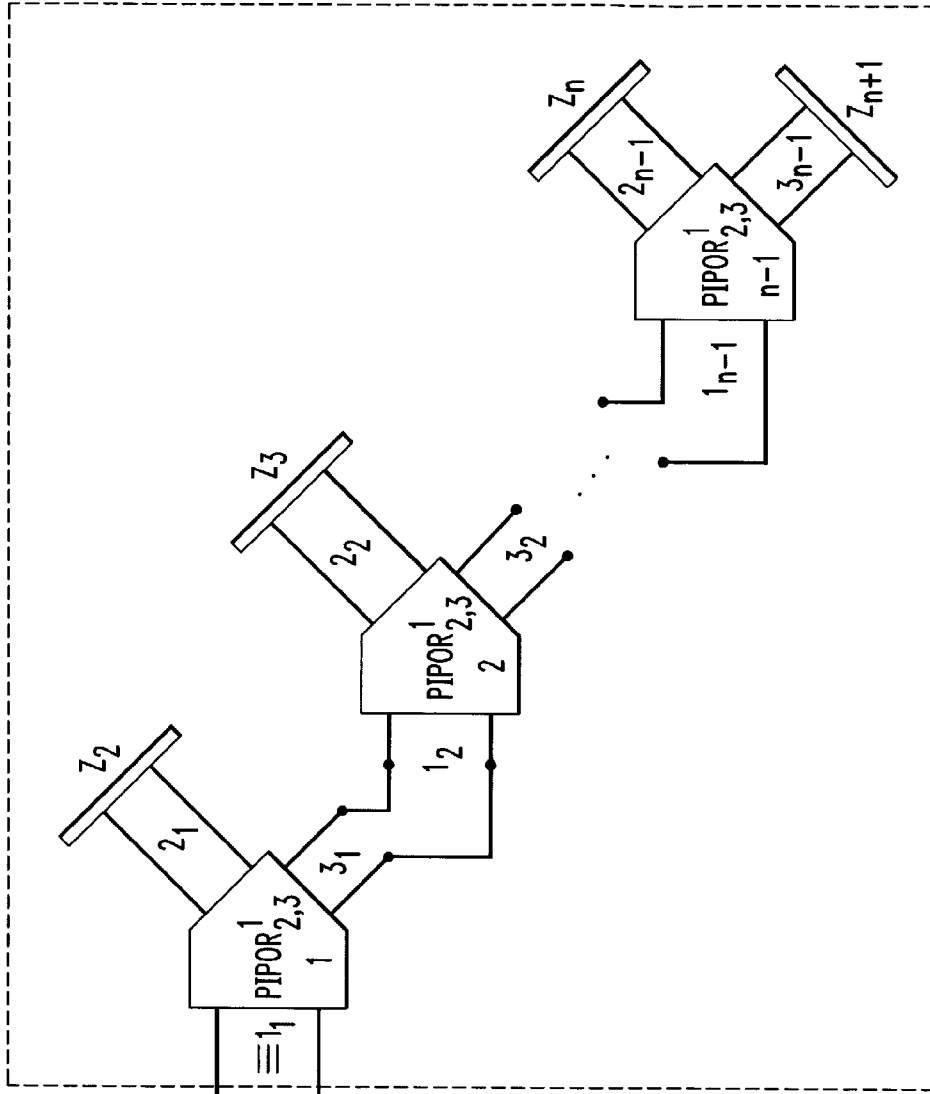 ≡1₁
PIPOR¹₂,₃
1
2₁
Z₂
3₁
1₂
PIPOR¹₂,₃
2
2₂
Z₃
3₂
. . .
1ₙ₋₁
PIPOR¹₂,₃
n-1
2ₙ₋₁
Zₙ
3ₙ₋₁
Zₙ₊₁